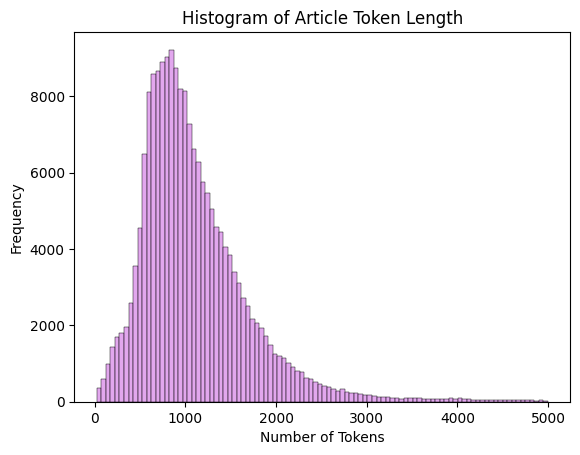 Histogram of Article Token Length
Frequency
8000
6000
4000
2000
0
0 1000 2000 3000 4000 5000
Number of Tokens